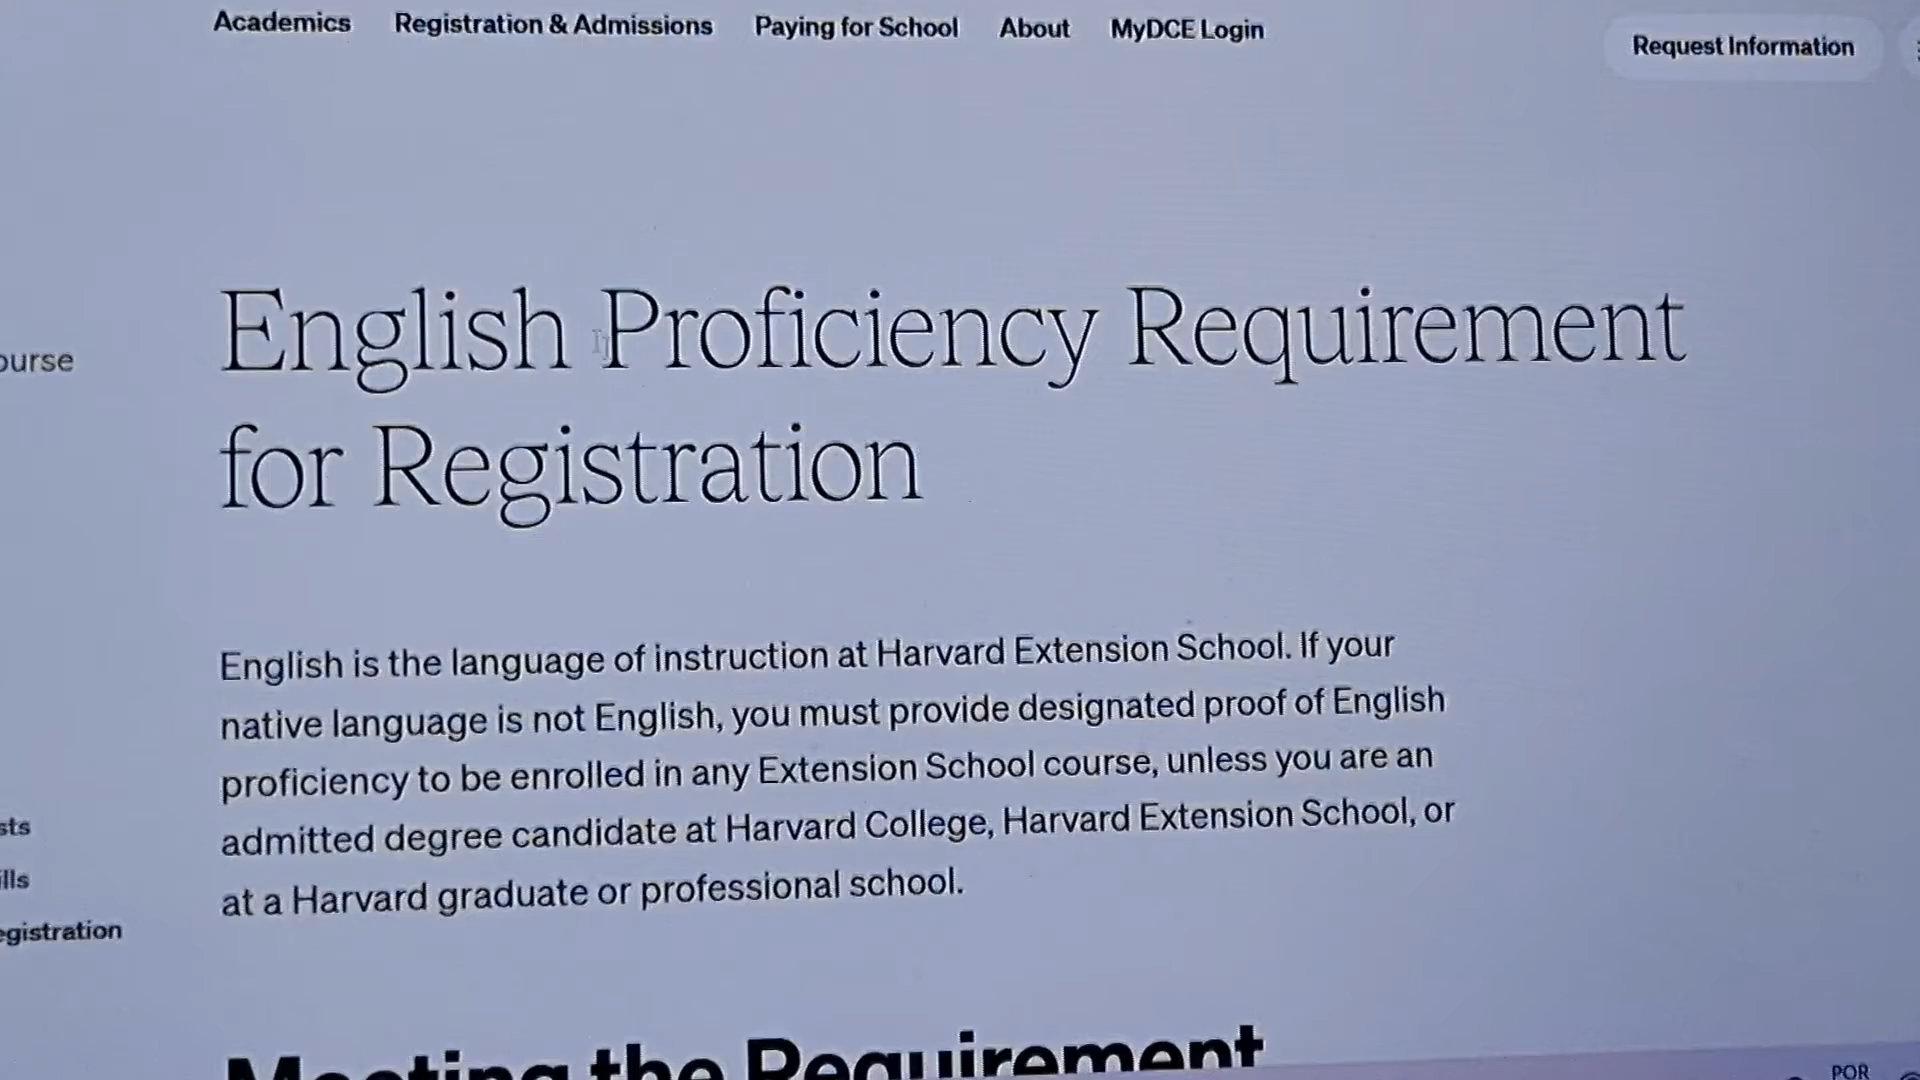 Academics Registration & Admissions Paying for School About MyDCE Login
Request Information
English Proficiency Requirement
for Registration
ourse
English is the language of instruction at Harvard Extension School. If your
native language is not English, you must provide designated proof of English
proficiency to be enrolled in any Extension School course, unless you are an
admitted degree candidate at Harvard College, Harvard Extension School, or
at a Harvard graduate or professional school.
sts
ills
egistration
Meeting the Requirement
POR